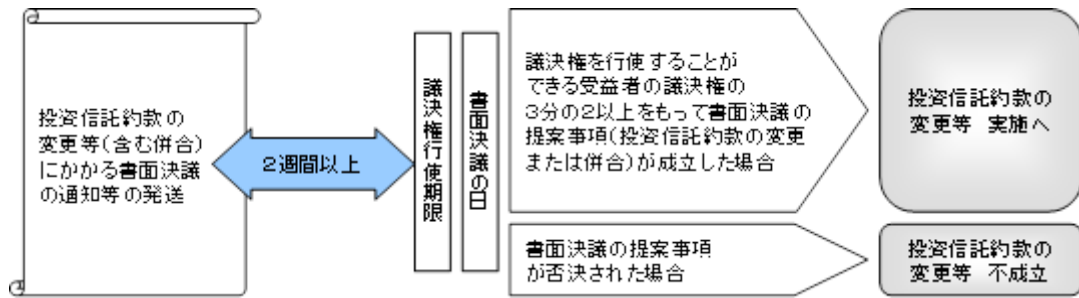 投資信託約款の
変更等(含む併合)
にかかる書面決議
の通知等の発送
2週間以上
議決権行使期限
書面決議の日
議決権を行使することが
できる受益者の議決権の
3分の2以上をもって書面決議の
提案事項(投資信託約款の変更
または併合)が成立した場合
投資信託約款の
変更等 実施へ
書面決議の提案事項
が否決された場合
投資信託約款の
変更等 不成立